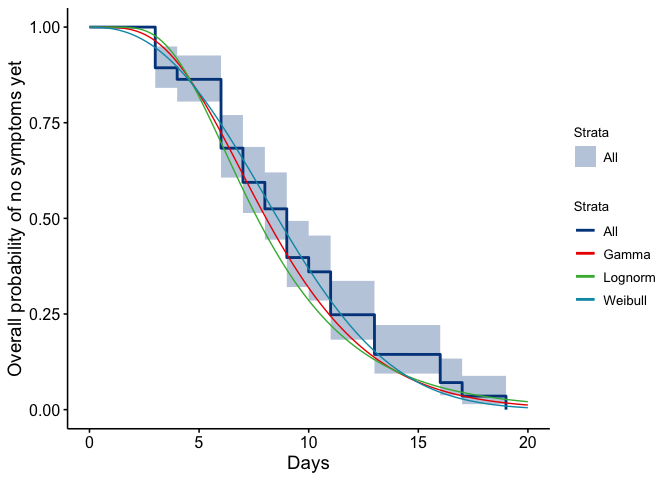 Overall probability of no symptoms yet
1.00
0.75
0.50
0.25
0.00
0
5
10
15
20
Days
Strata
All
Strata
All
Gamma
Lognorm
Weibull